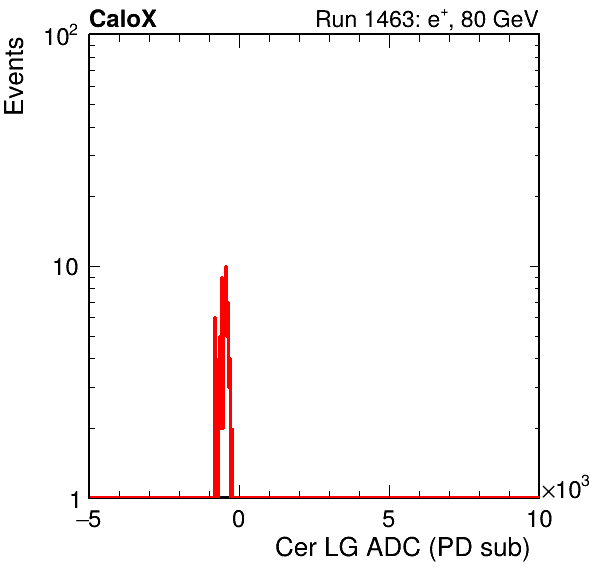 CaloX Run 1463: e⁺, 80 GeV
Events
10²
10
1
−5 0 5 10
×10³
Cer LG ADC (PD sub)